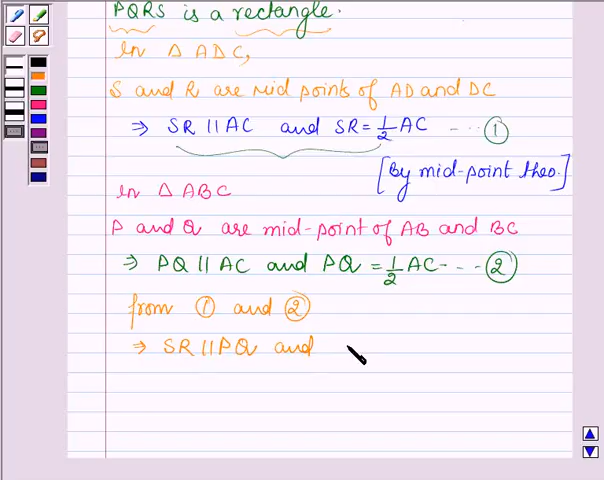 PQRS is a rectangle.
In △ ADC,
S and R are mid points of AD and DC
⇒ SR || AC and SR = 1/2 AC ---- ①
[By mid-point theo.]
In △ ABC
P and Q are mid-point of AB and BC
⇒ PQ || AC and PQ = 1/2 AC --- ②
from ① and ②
⇒ SR || PQ and